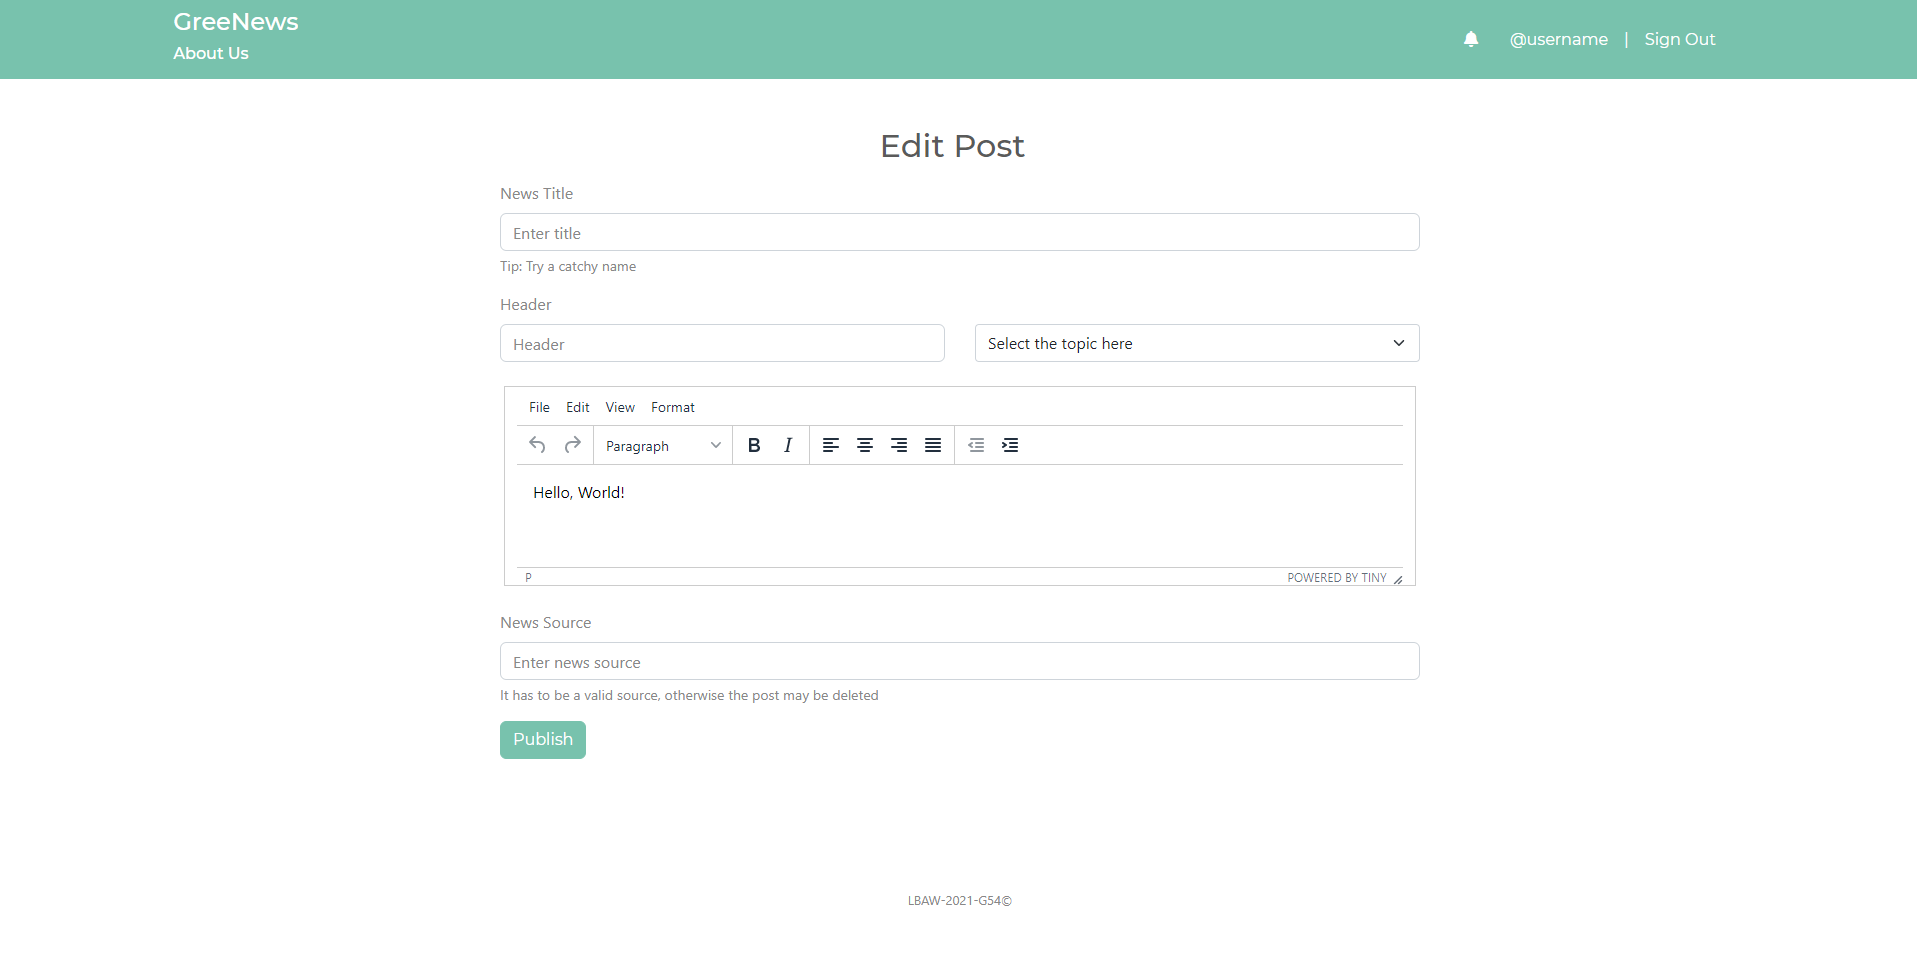 GreeNews
About Us
@username | Sign Out
Edit Post
News Title
Enter title
Tip: Try a catchy name
Header
Header
Select the topic here
File Edit View Format
Paragraph B I
Hello, World!
P
POWERED BY TINY
News Source
Enter news source
It has to be a valid source, otherwise the post may be deleted
Publish
LBAW-2021-G54©